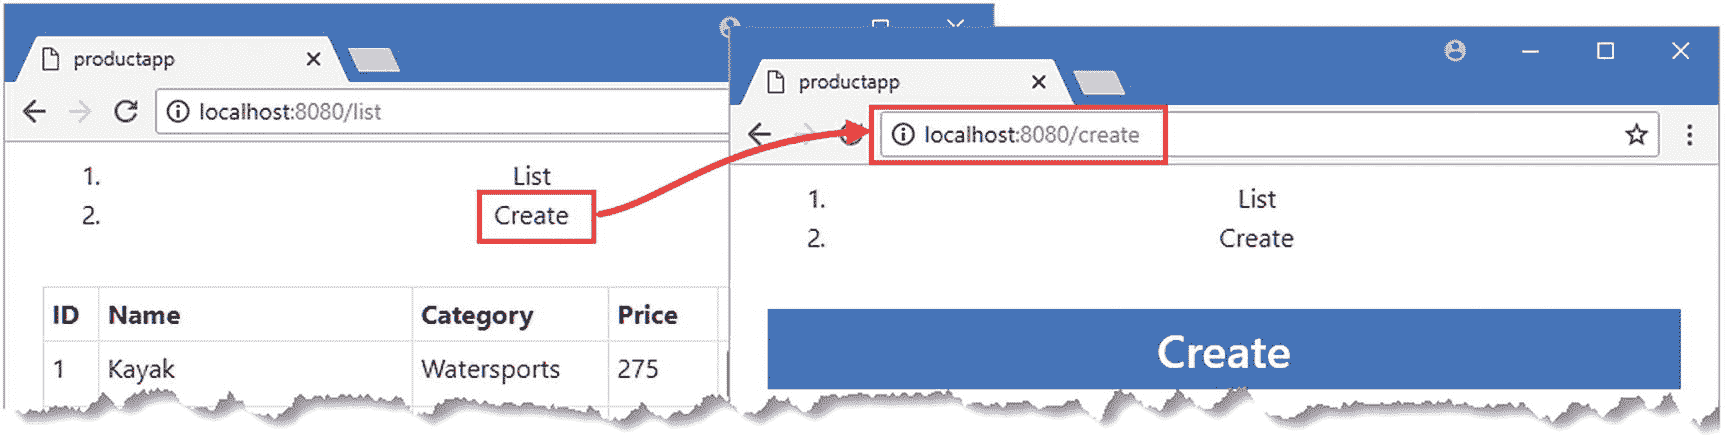 productapp
localhost:8080/list
1. List
2. Create
ID Name Category Price
1 Kayak Watersports 275
productapp
localhost:8080/create
1. List
2. Create
Create